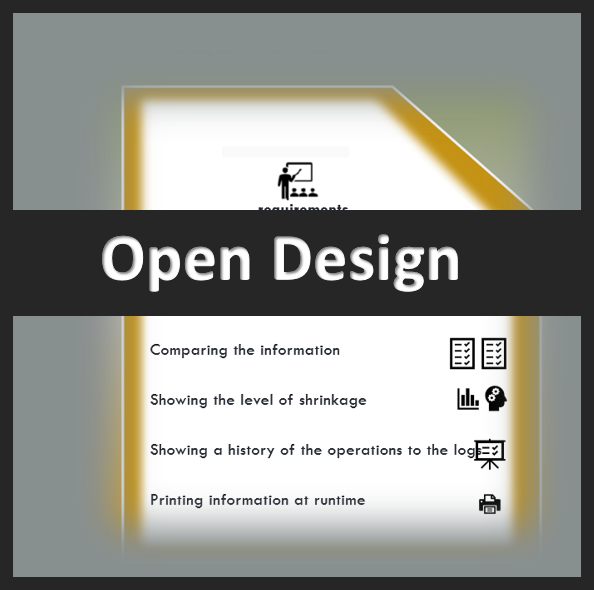 requirements
Open Design
Comparing the information
Showing the level of shrinkage
Showing a history of the operations to the logs
Printing information at runtime